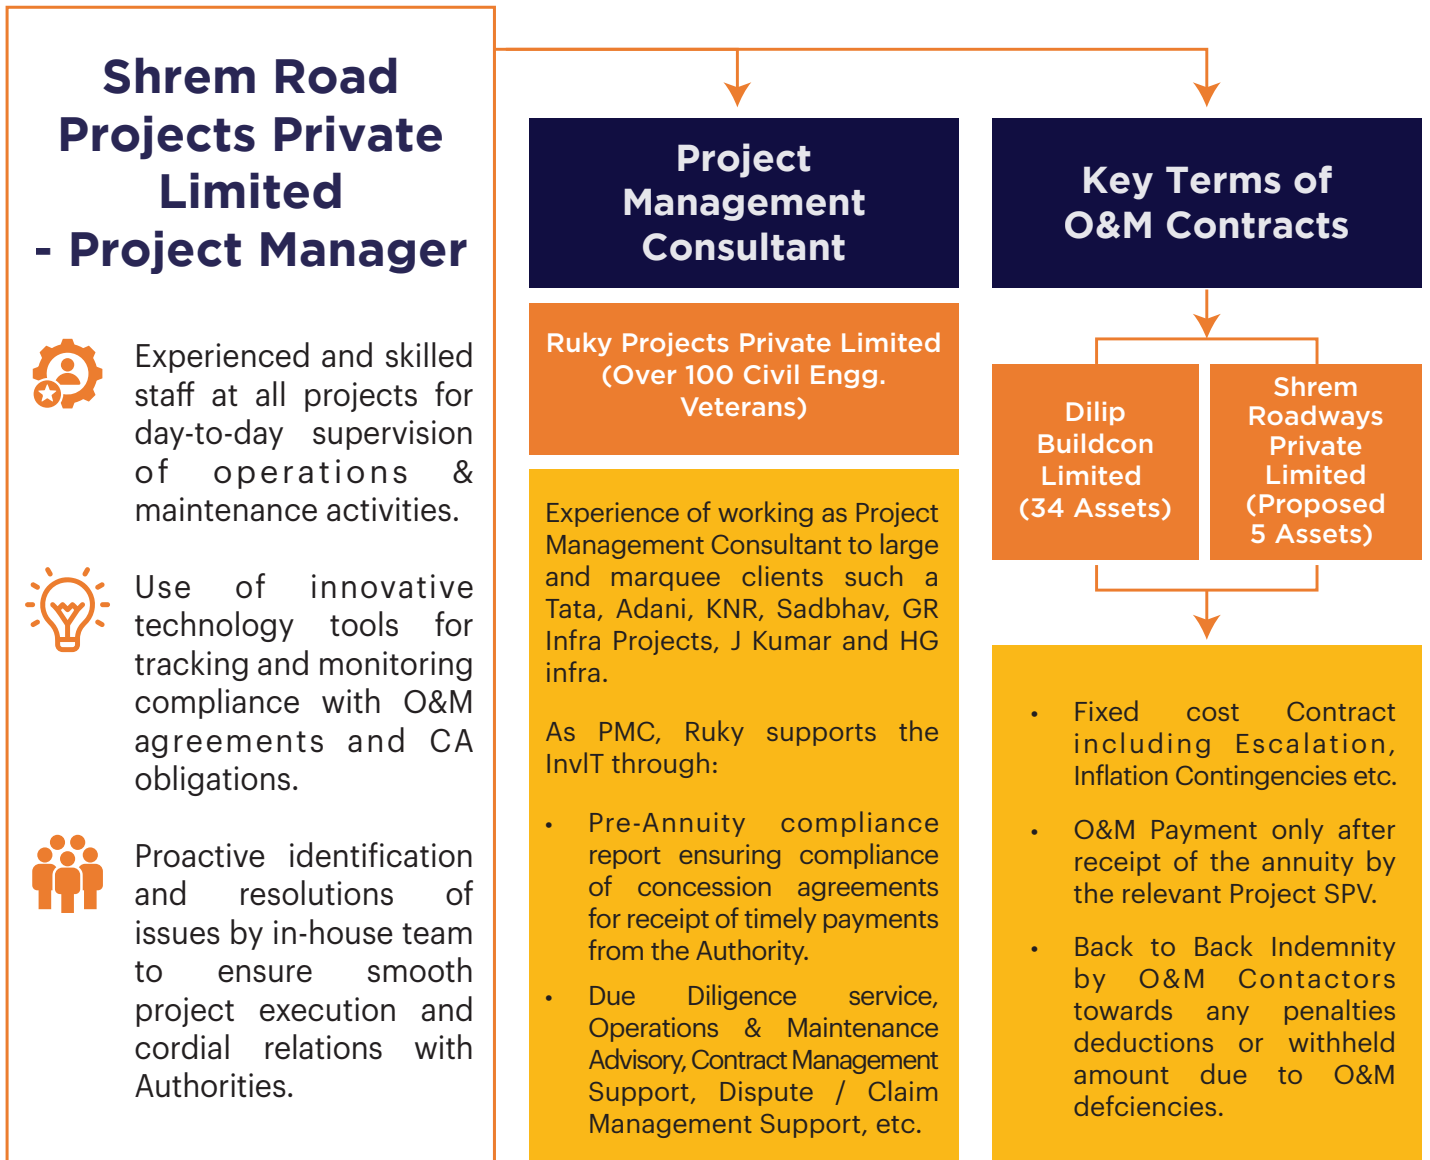 Shrem Road
Projects Private
Limited
- Project Manager
Experienced and skilled
staff at all projects for
day-to-day supervision
of operations &
maintenance activities.
Use of innovative
technology tools for
tracking and monitoring
compliance with O&M
agreements and CA
obligations.
Proactive identification
and resolutions of
issues by in-house team
to ensure smooth
project execution and
cordial relations with
Authorities.
Project
Management
Consultant
Ruky Projects Private Limited
(Over 100 Civil Engg.
Veterans)
Experience of working as Project
Management Consultant to large
and marquee clients such a
Tata, Adani, KNR, Sadbhav, GR
Infra Projects, J Kumar and HG
infra.
As PMC, Ruky supports the
InvIT through:
• Pre-Annuity compliance
report ensuring compliance
of concession agreements
for receipt of timely payments
from the Authority.
• Due Diligence service,
Operations & Maintenance
Advisory, Contract Management
Support, Dispute / Claim
Management Support, etc.
Key Terms of
O&M Contracts
Dilip
Buildcon
Limited
(34 Assets)
Shrem
Roadways
Private
Limited
(Proposed
5 Assets)
• Fixed cost Contract
including Escalation,
Inflation Contingencies etc.
• O&M Payment only after
receipt of the annuity by
the relevant Project SPV.
• Back to Back Indemnity
by O&M Contactors
towards any penalties
deductions or withheld
amount due to O&M
defciencies.